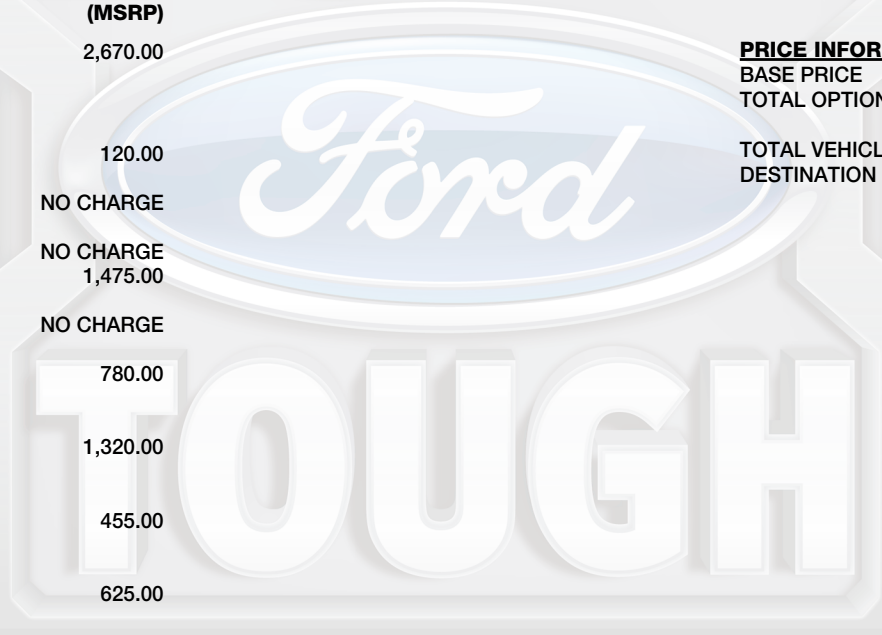 (MSRP)
2,670.00
120.00
NO CHARGE
NO CHARGE
1,475.00
NO CHARGE
780.00
1,320.00
455.00
625.00
PRICE INFOR
BASE PRICE
TOTAL OPTION
TOTAL VEHICL
DESTINATION
Ford
TOUGH